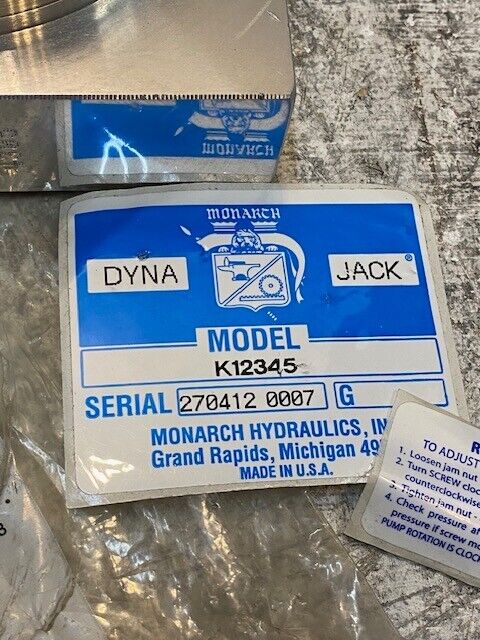 MONARCH
MONARCH
DYNA JACK®
MODEL
K12345
SERIAL 270412 0007 G
MONARCH HYDRAULICS, IN
Grand Rapids, Michigan 49
MADE IN U.S.A.
R
TO ADJUST
1. Loosen jam nut
2. Turn SCREW cloc
counterclockwise
3. Tighten jam nut -
4. Check pressure af
pressure if screw mo
PUMP ROTATION IS CLOCK